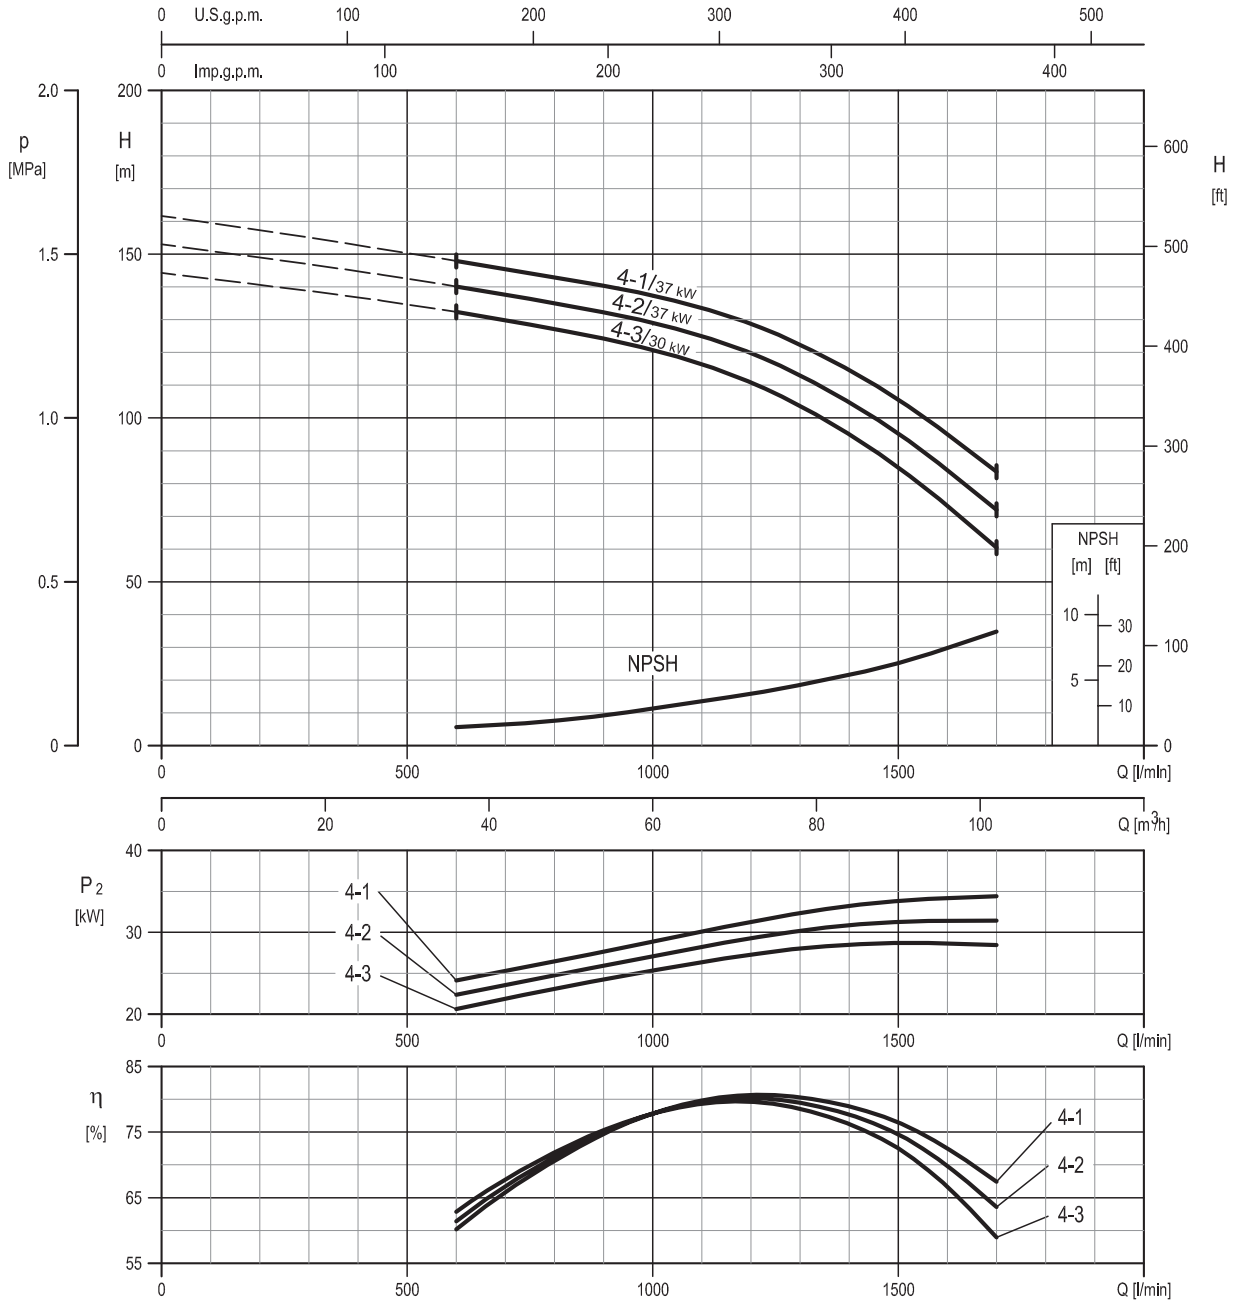 0 U.S.g.p.m. 100 200 300 400 500
0 Imp.g.p.m. 100 200 300 400
2.0 200
p H
[MPa] [m]
600
H
[ft]
1.5 150 500
4-1/37 kW
4-2/37 kW
4-3/30 kW
400
1.0 100
300
NPSH
[m] [ft]
200
0.5 50
10 30
NPSH
20
5
10
100
0 0 0
0 500 1000 1500 Q [l/min]
0 20 40 60 80 100 Q [m³/h]
40
P2
[kW]
4-1
4-2
4-3
30
20
0 500 1000 1500 Q [l/min]
85
η
[%]
75
65
55
4-1
4-2
4-3
0 500 1000 1500 Q [l/min]